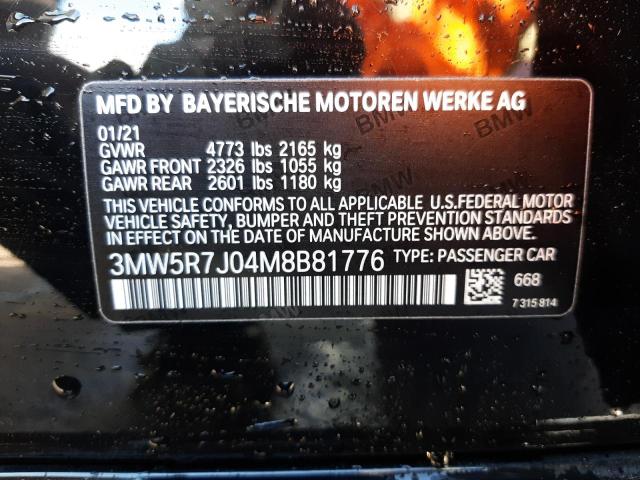 MFD BY BAYERISCHE MOTOREN WERKE AG
01/21
GVWR 4773 lbs 2165 kg
GAWR FRONT 2326 lbs 1055 kg
GAWR REAR 2601 lbs 1180 kg
THIS VEHICLE CONFORMS TO ALL APPLICABLE U.S.FEDERAL MOTOR
VEHICLE SAFETY, BUMPER AND THEFT PREVENTION STANDARDS
IN EFFECT ON THE DATE OF MANUFACTURE SHOWN ABOVE.
3MW5R7J04M8B81776 TYPE: PASSENGER CAR
668
7 315 814